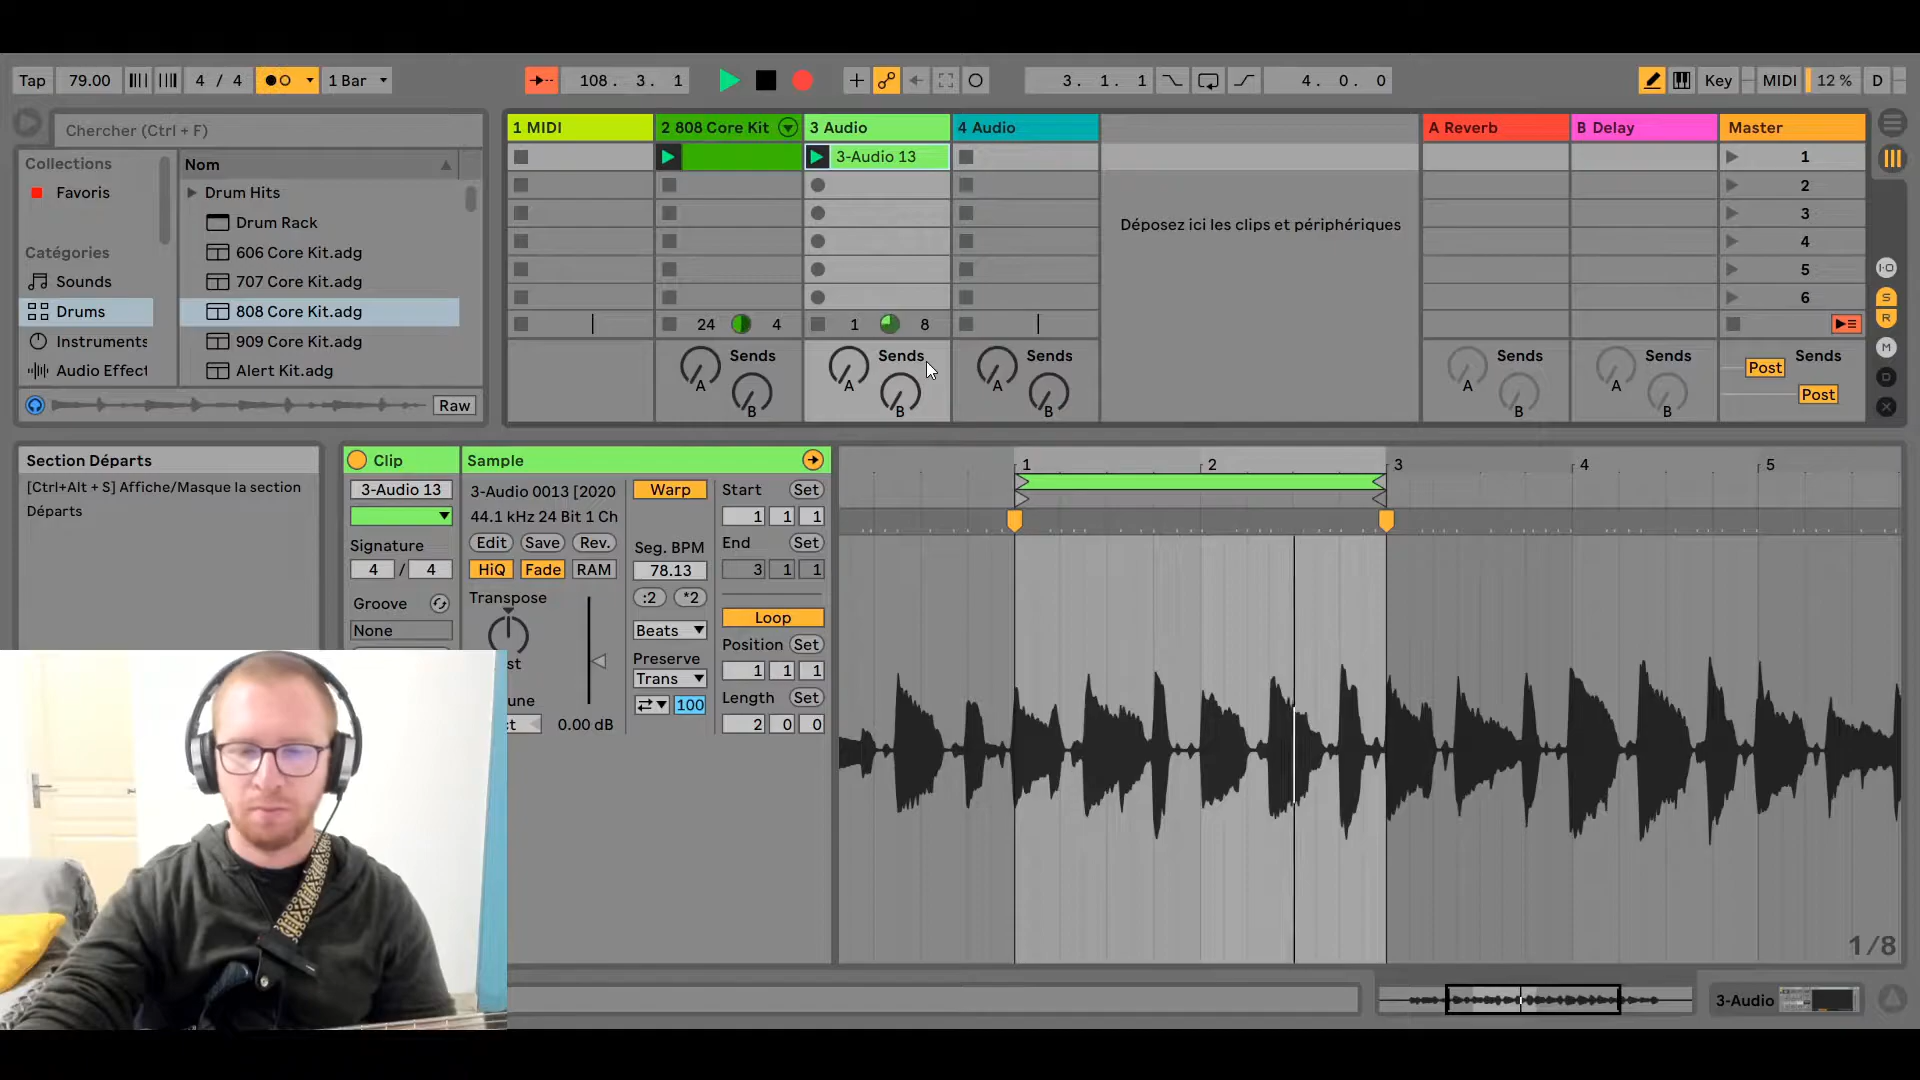 Tap 79.00 4 / 4 1 Bar 108. 3. 1 3. 1. 1 4. 0. 0 Key MIDI 12 % D
Chercher (Ctrl + F)
Collections
Favoris
Catégories
Sounds
Drums
Instruments
Audio Effect
Nom
Drum Hits
Drum Rack
606 Core Kit.adg
707 Core Kit.adg
808 Core Kit.adg
909 Core Kit.adg
Alert Kit.adg
Raw
1 MIDI 2 808 Core Kit 3 Audio 4 Audio A Reverb B Delay Master
3-Audio 13
1
2
3
4
5
6
Déposez ici les clips et périphériques
24 4 1 8
Sends Sends Sends Sends Sends Sends
A A A A A Post
B B B B B Post
I·O
S
R
M
D
X
Section Départs
[Ctrl+Alt + S] Affiche/Masque la section
Départs
Clip
3-Audio 13
Signature
4 / 4
Groove
None
Sample
3-Audio 0013 [2020
44.1 kHz 24 Bit 1 Ch
Edit Save Rev.
HiQ Fade RAM
Transpose
st
une
ct 0.00 dB
Warp
Seg. BPM
78.13
:2 *2
Beats
Preserve
Trans
100
Start Set
1 1 1
End Set
3 1 1
Loop
Position Set
1 1 1
Length Set
2 0 0
1 2 3 4 5
1/8
3-Audio